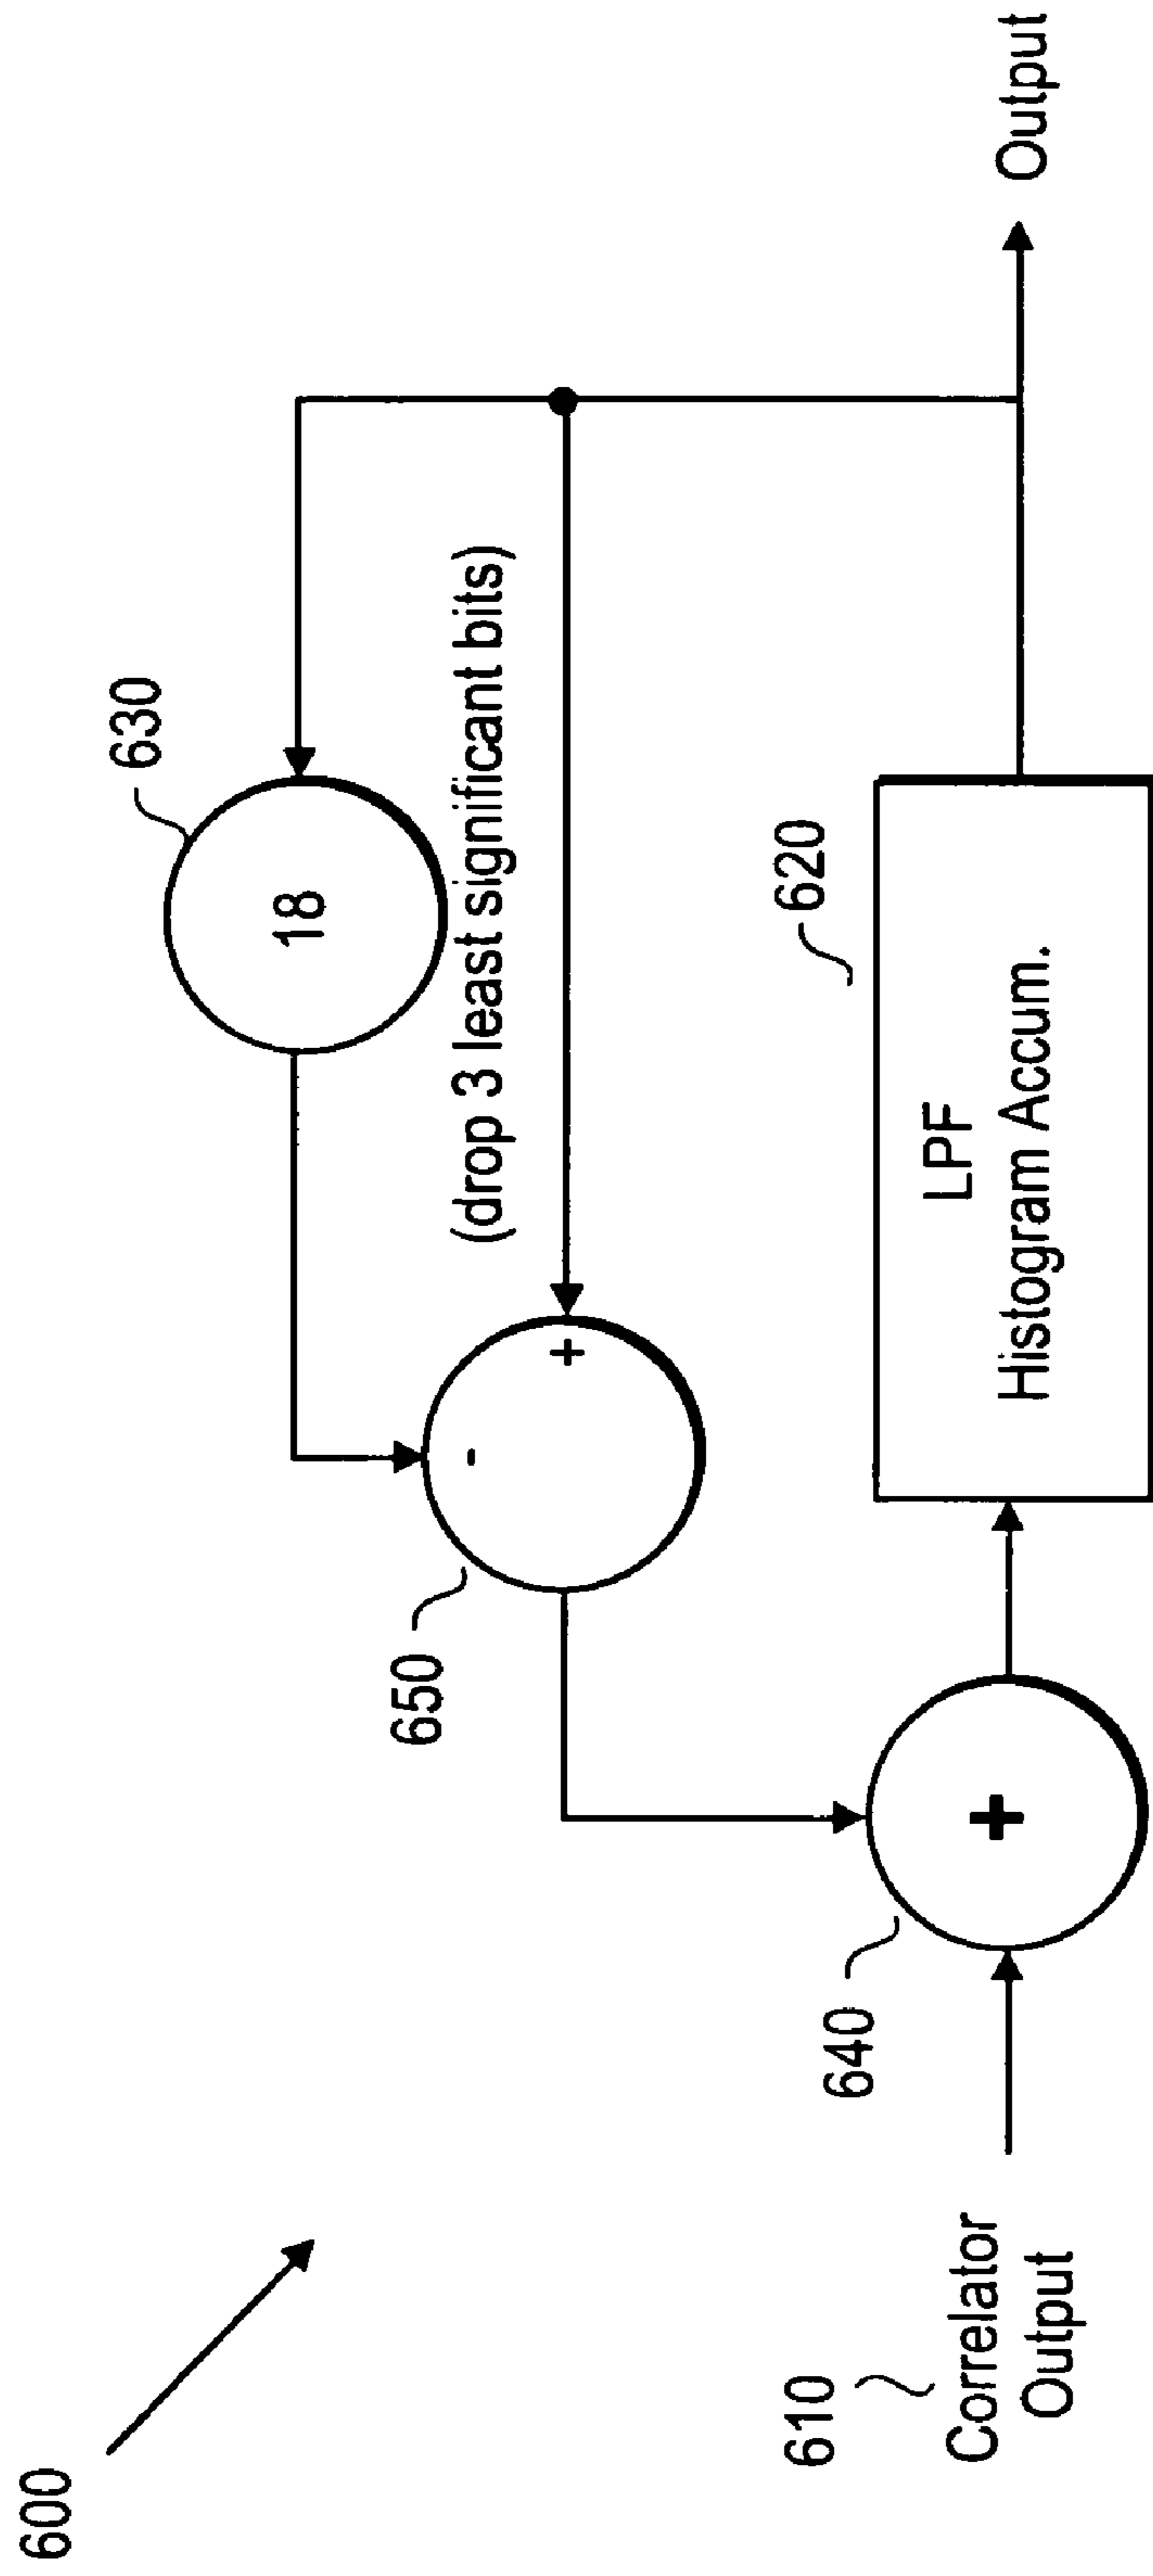 600
630
18
(drop 3 least significant bits)
650
-
+
620
LPF
Histogram Accum.
640
+
610
Correlator
Output
Output